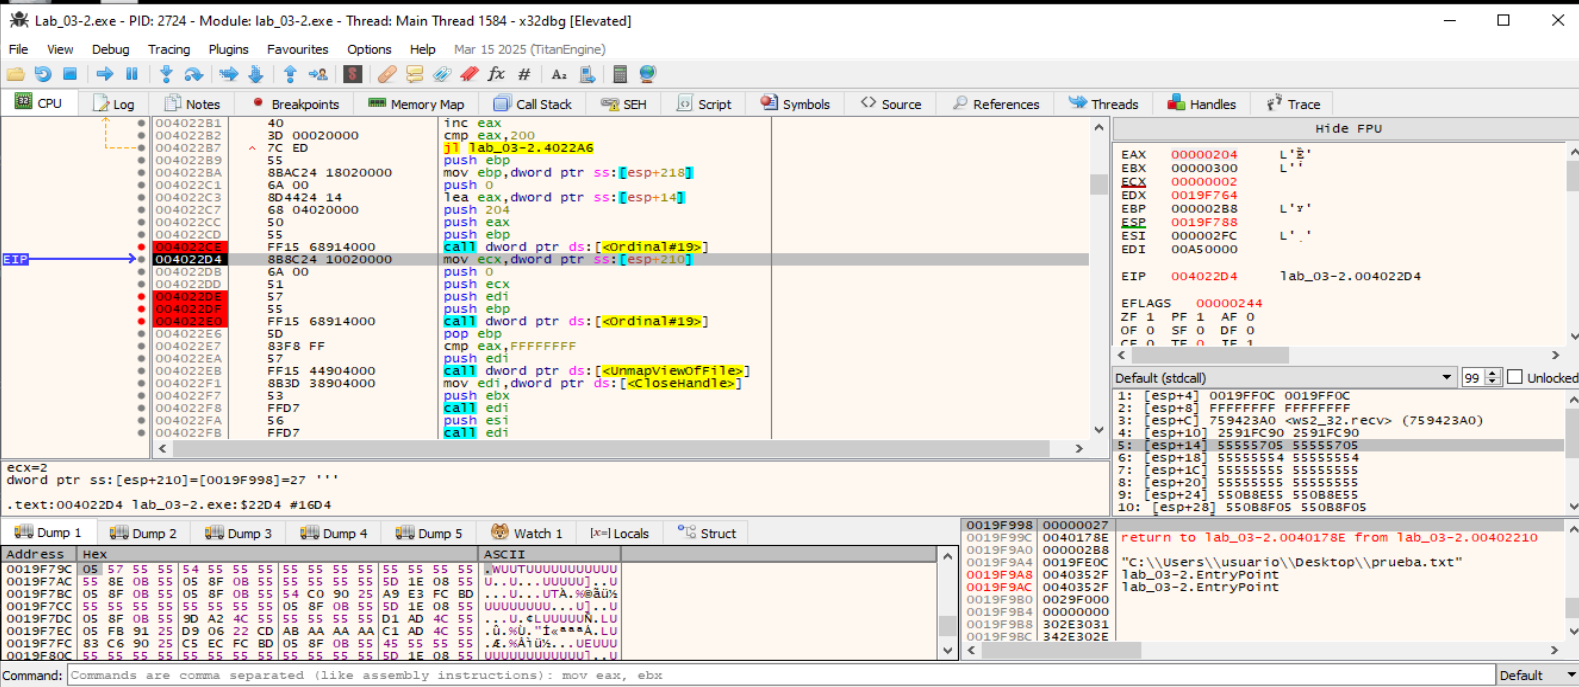 Lab_03-2.exe - PID: 2724 - Module: lab_03-2.exe - Thread: Main Thread 1584 - x32dbg [Elevated]
File View Debug Tracing Plugins Favourites Options Help Mar 15 2025 (TitanEngine)
CPU Log Notes Breakpoints Memory Map Call Stack SEH Script Symbols Source References Threads Handles Trace
004022B1 40 inc eax
004022B2 3D 00020000 cmp eax,200
004022B7 7C ED jl lab_03-2.4022A6
004022B9 55 push ebp
004022BA 8BAC24 18020000 mov ebp,dword ptr ss:[esp+218]
004022C1 6A 00 push 0
004022C3 8D4424 14 lea eax,dword ptr ss:[esp+14]
004022C7 68 04020000 push 204
004022CC 50 push eax
004022CD 55 push ebp
004022CE FF15 68914000 call dword ptr ds:[<Ordinal#19>]
EIP 004022D4 8B8C24 10020000 mov ecx,dword ptr ss:[esp+210]
004022DB 6A 00 push 0
004022DD 51 push ecx
004022DE 57 push edi
004022DF 55 push ebp
004022E0 FF15 68914000 call dword ptr ds:[<Ordinal#19>]
004022E6 5D pop ebp
004022E7 83F8 FF cmp eax,FFFFFFFF
004022EA 57 push edi
004022EB FF15 44904000 call dword ptr ds:[<UnmapViewOfFile>]
004022F1 8B3D 38904000 mov edi,dword ptr ds:[<CloseHandle>]
004022F7 53 push ebx
004022F8 FFD7 call edi
004022FA 56 push esi
004022FB FFD7 call edi
Hide FPU
EAX 00000204
EBX 00000300
ECX 00000002
EDX 0019F764
EBP 000002B8
ESP 0019F788
ESI 000002FC
EDI 00A50000
EIP 004022D4 lab_03-2.004022D4
EFLAGS 00000244
ZF 1 PF 1 AF 0
OF 0 SF 0 DF 0
CF 0 TF 0 IF 1
Default (stdcall) 99 Unlocked
1: [esp+4] 0019FF0C 0019FF0C
2: [esp+8] FFFFFFFF FFFFFFFF
3: [esp+C] 759423A0 <ws2_32.recv> (759423A0)
4: [esp+10] 2591FC90 2591FC90
5: [esp+14] 55555705 55555705
6: [esp+18] 55555554 55555554
7: [esp+1C] 55555555 55555555
8: [esp+20] 55555555 55555555
9: [esp+24] 550B8E55 550B8E55
10: [esp+28] 550B8F05 550B8F05
ecx=2
dword ptr ss:[esp+210]=[0019F998]=27 '''
.text:004022D4 lab_03-2.exe:$22D4 #16D4
Dump 1 Dump 2 Dump 3 Dump 4 Dump 5 Watch 1 [x=] Locals Struct
Address Hex ASCII
0019F79C 05 57 55 55 54 55 55 55 55 55 55 55 55 55 55 55 .WUUTUUUUUUUUUUU
0019F7AC 55 8E 0B 55 05 8F 0B 55 55 55 55 55 5D 1E 08 55 U..U...UUUUU]..U
0019F7BC 05 8F 0B 55 05 8F 0B 55 54 C0 90 25 A9 E3 FC BD ...U...UTÀ.%©ãü½
0019F7CC 55 55 55 55 55 55 55 55 05 8F 0B 55 5D 1E 08 55 UUUUUUUU...U]..U
0019F7DC 05 8F 0B 55 9D A2 4C 55 55 55 55 55 D1 AD 4C 55 ...U.¢LUUUUUÑ.LU
0019F7EC 05 FB 91 25 D9 06 22 CD AB AA AA AA C1 AD 4C 55 .û.%Ù."Í«ªªªÁ.LU
0019F7FC 83 C6 90 25 C5 EC FC BD 05 8F 0B 55 45 55 55 55 .Æ.%Åìü½...UEUUU
0019F80C 55 55 55 55 55 55 55 55 55 55 55 55 5D 1E 08 55 UUUUUUUUUUUU]..U
0019F998 00000027
0019F99C 0040178E return to lab_03-2.0040178E from lab_03-2.00402210
0019F9A0 000002B8
0019F9A4 0019FE0C "C:\\Users\\usuario\\Desktop\\prueba.txt"
0019F9A8 0040352F lab_03-2.EntryPoint
0019F9AC 0040352F lab_03-2.EntryPoint
0019F9B0 0029F000
0019F9B4 00000000
0019F9B8 302E3031
0019F9BC 342E302E
Command: Commands are comma separated (like assembly instructions): mov eax, ebx Default